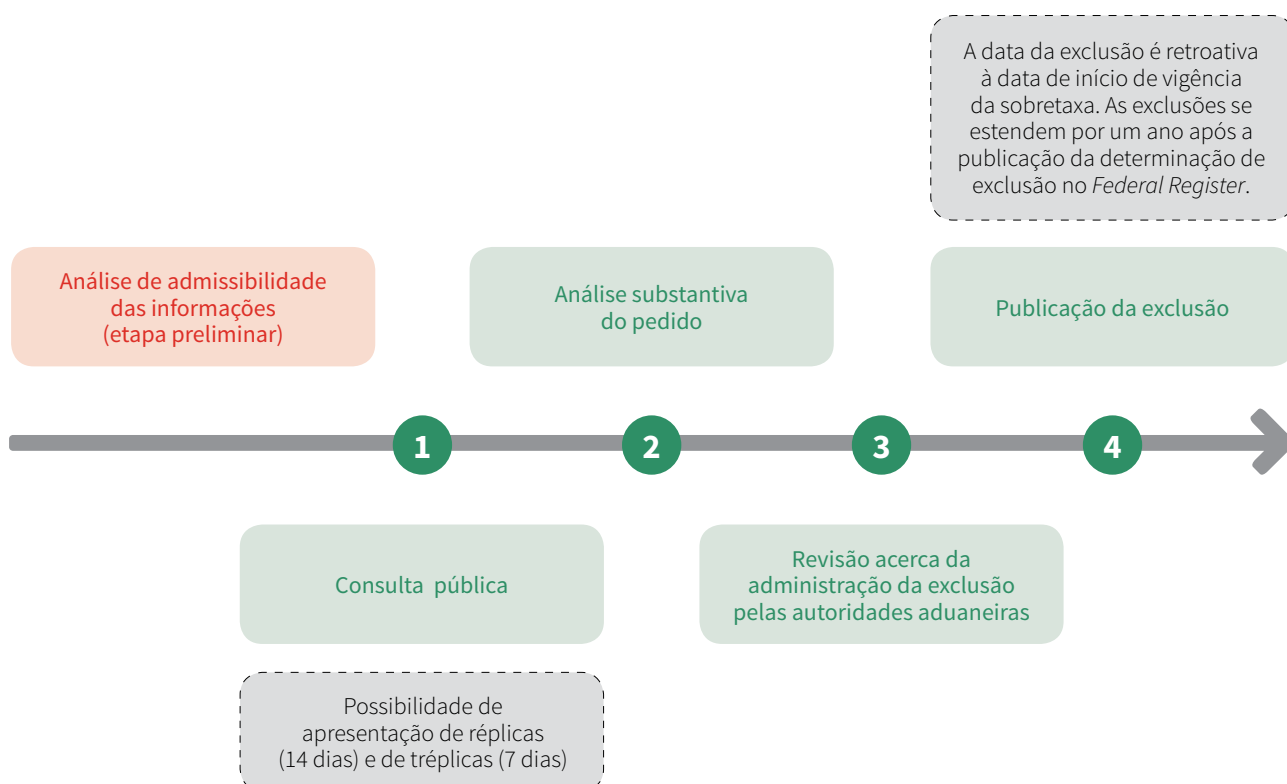 A data da exclusão é retroativa
à data de início de vigência
da sobretaxa. As exclusões se
estendem por um ano após a
publicação da determinação de
exclusão no Federal Register.
Análise de admissibilidade
das informações
(etapa preliminar)
Análise substantiva
do pedido
Publicação da exclusão
1
2
3
4
Consulta pública
Revisão acerca da
administração da exclusão
pelas autoridades aduaneiras
Possibilidade de
apresentação de réplicas
(14 dias) e de tréplicas (7 dias)